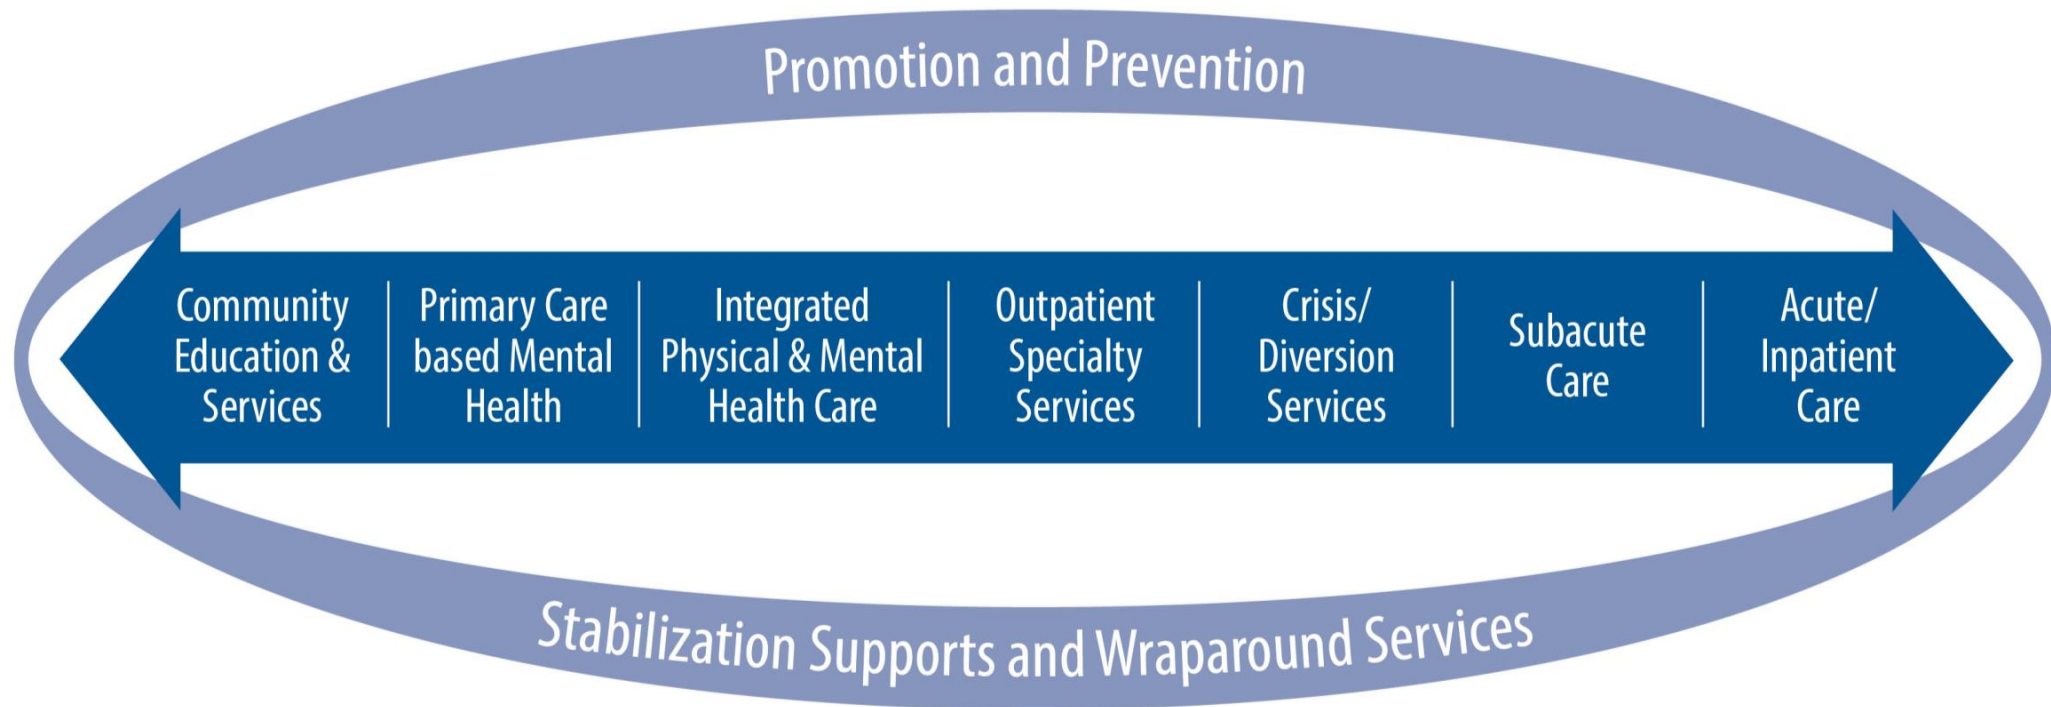 Promotion and Prevention
Community
Education &
Services
Primary Care
based Mental
Health
Integrated
Physical & Mental
Health Care
Outpatient
Specialty
Services
Crisis/
Diversion
Services
Subacute
Care
Acute/
Inpatient
Care
Stabilization Supports and Wraparound Services